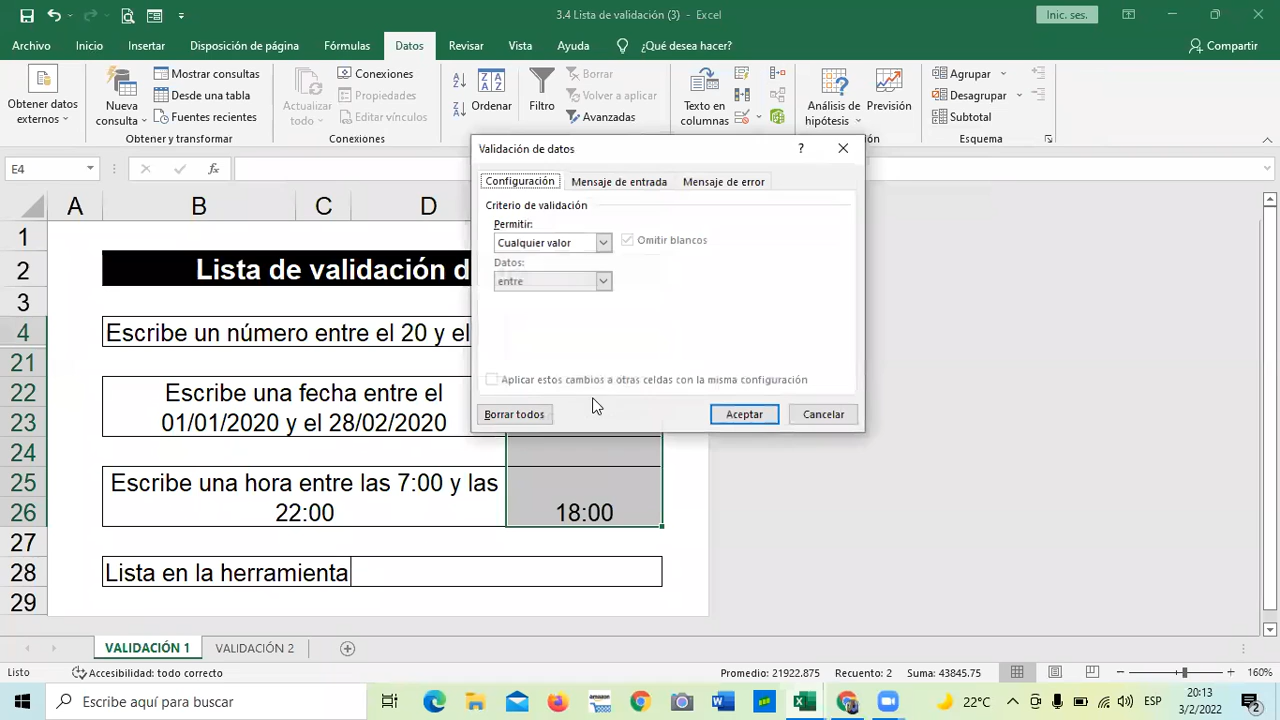 3.4 Lista de validación (3) - Excel
Inic. ses.
Archivo Inicio Insertar Disposición de página Fórmulas Datos Revisar Vista Ayuda ¿Qué desea hacer? Compartir
Obtener datos externos
Nueva consulta
Mostrar consultas
Desde una tabla
Fuentes recientes
Obtener y transformar
Actualizar todo
Conexiones
Propiedades
Editar vínculos
Conexiones
Ordenar
Filtro
Borrar
Volver a aplicar
Avanzadas
Texto en columnas
Análisis de hipótesis
Previsión
Agrupar
Desagrupar
Subtotal
Esquema
E4
fx
Validación de datos
?
Configuración Mensaje de entrada Mensaje de error
Criterio de validación
Permitir:
Cualquier valor
Omitir blancos
Datos:
entre
Aplicar estos cambios a otras celdas con la misma configuración
Borrar todos Aceptar Cancelar
A B C D
1
2 Lista de validación d
3
4 Escribe un número entre el 20 y el
21
22 Escribe una fecha entre el
23 01/01/2020 y el 28/02/2020
24
25 Escribe una hora entre las 7:00 y las
26 22:00 18:00
27
28 Lista en la herramienta
29
VALIDACIÓN 1 VALIDACIÓN 2
Listo Accesibilidad: todo correcto Promedio: 21922.875 Recuento: 2 Suma: 43845.75 160%
Escribe aquí para buscar
22°C
ESP
20:13
3/2/2022
2